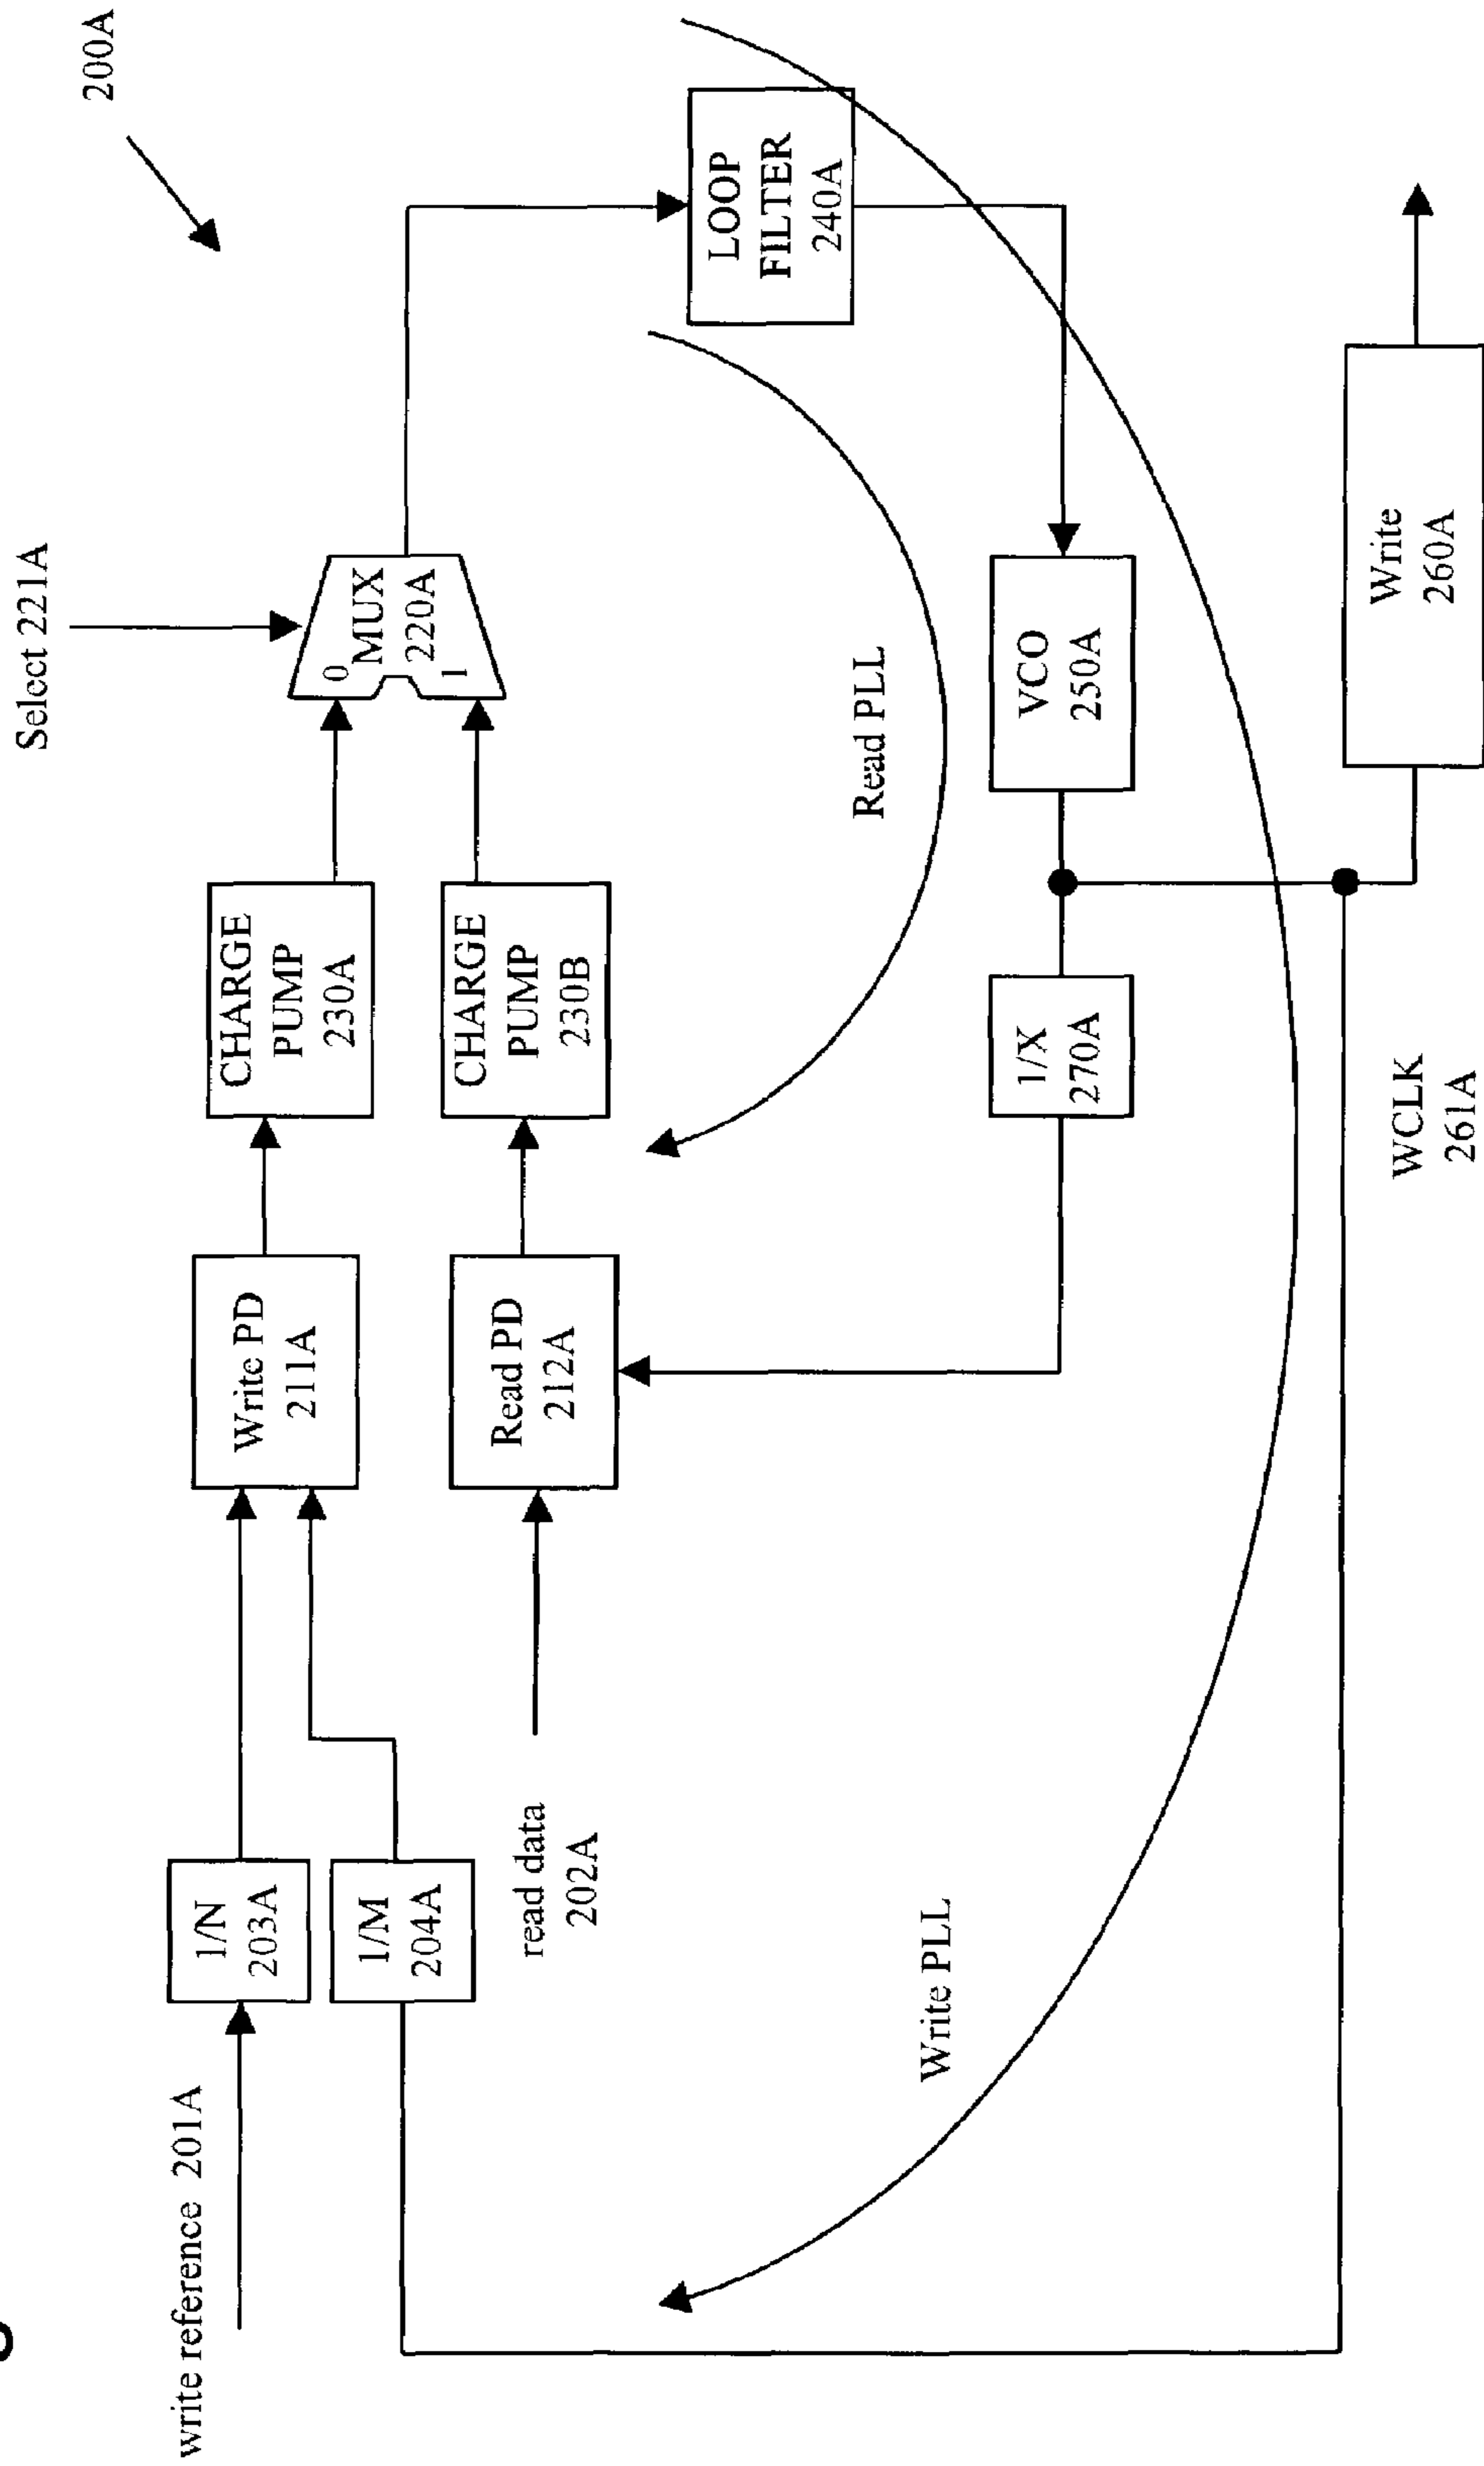 200A
Select 221A
write reference 201A
1/N
203A
1/M
204A
read data
202A
Write PD
211A
Read PD
212A
CHARGE
PUMP
230A
CHARGE
PUMP
230B
0
MUX
220A
1
LOOP
FILTER
240A
Read PLL
VCO
250A
1/X
270A
Write PLL
WCLK
261A
Write
260A